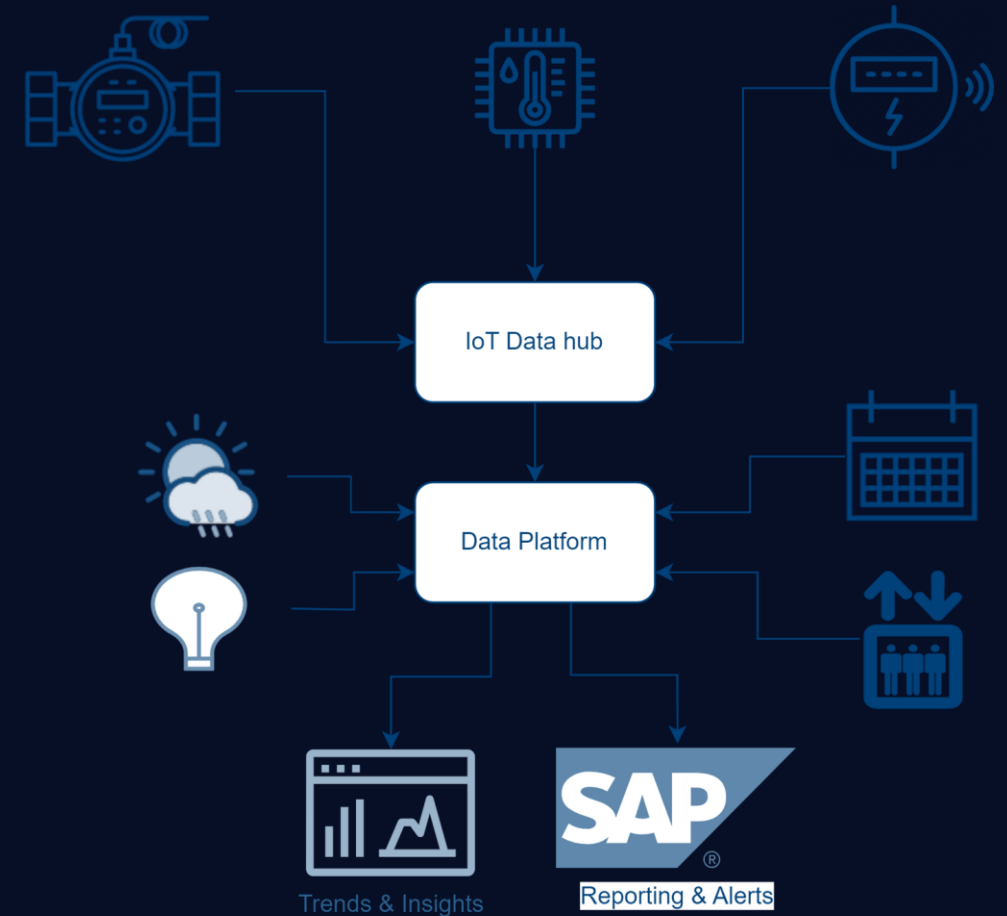 IoT Data hub
Data Platform
SAP
®
Trends & Insights
Reporting & Alerts